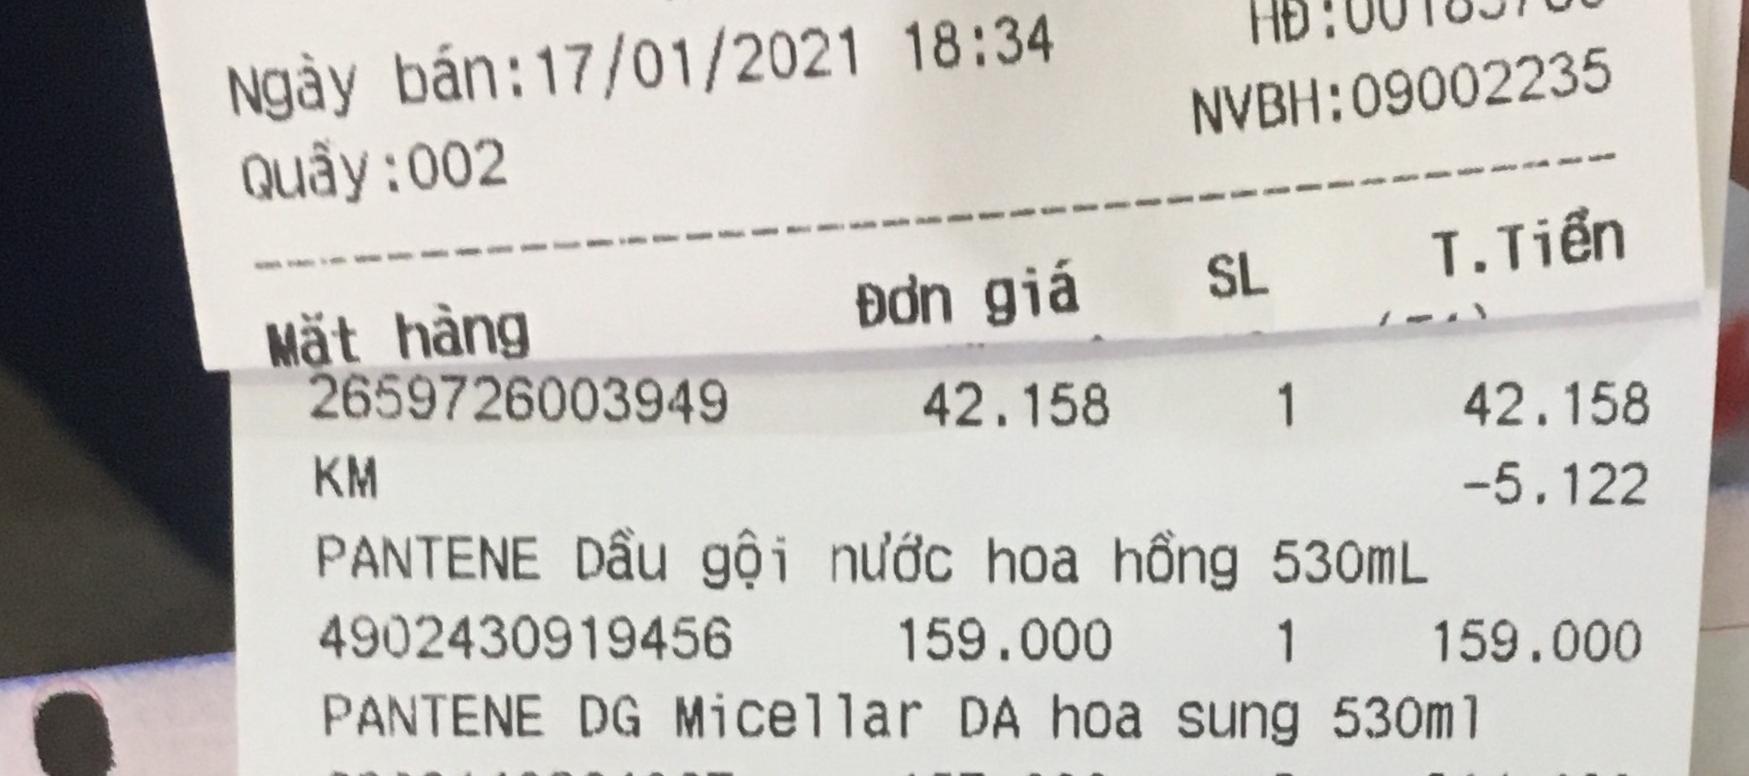 HĐ:
Ngày bán:17/01/2021 18:34
NVBH:09002235
Quầy:002
Mặt hàng Đơn giá SL T.Tiền
2659726003949 42.158 1 42.158
KM -5.122
PANTENE Dầu gội nước hoa hồng 530mL
4902430919456 159.000 1 159.000
PANTENE DG Micellar DA hoa sung 530ml